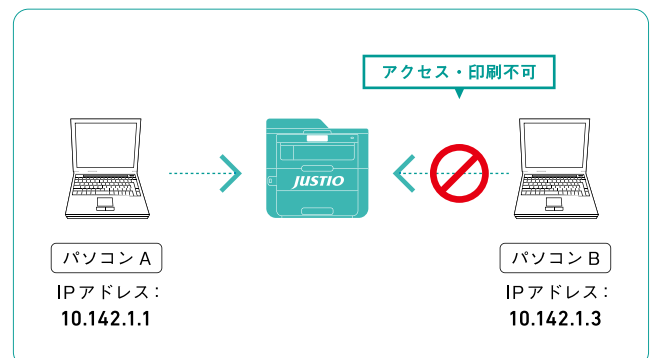 アクセス・印刷不可
JUSTIO
パソコン A
IPアドレス:
10.142.1.1
パソコン B
IPアドレス:
10.142.1.3